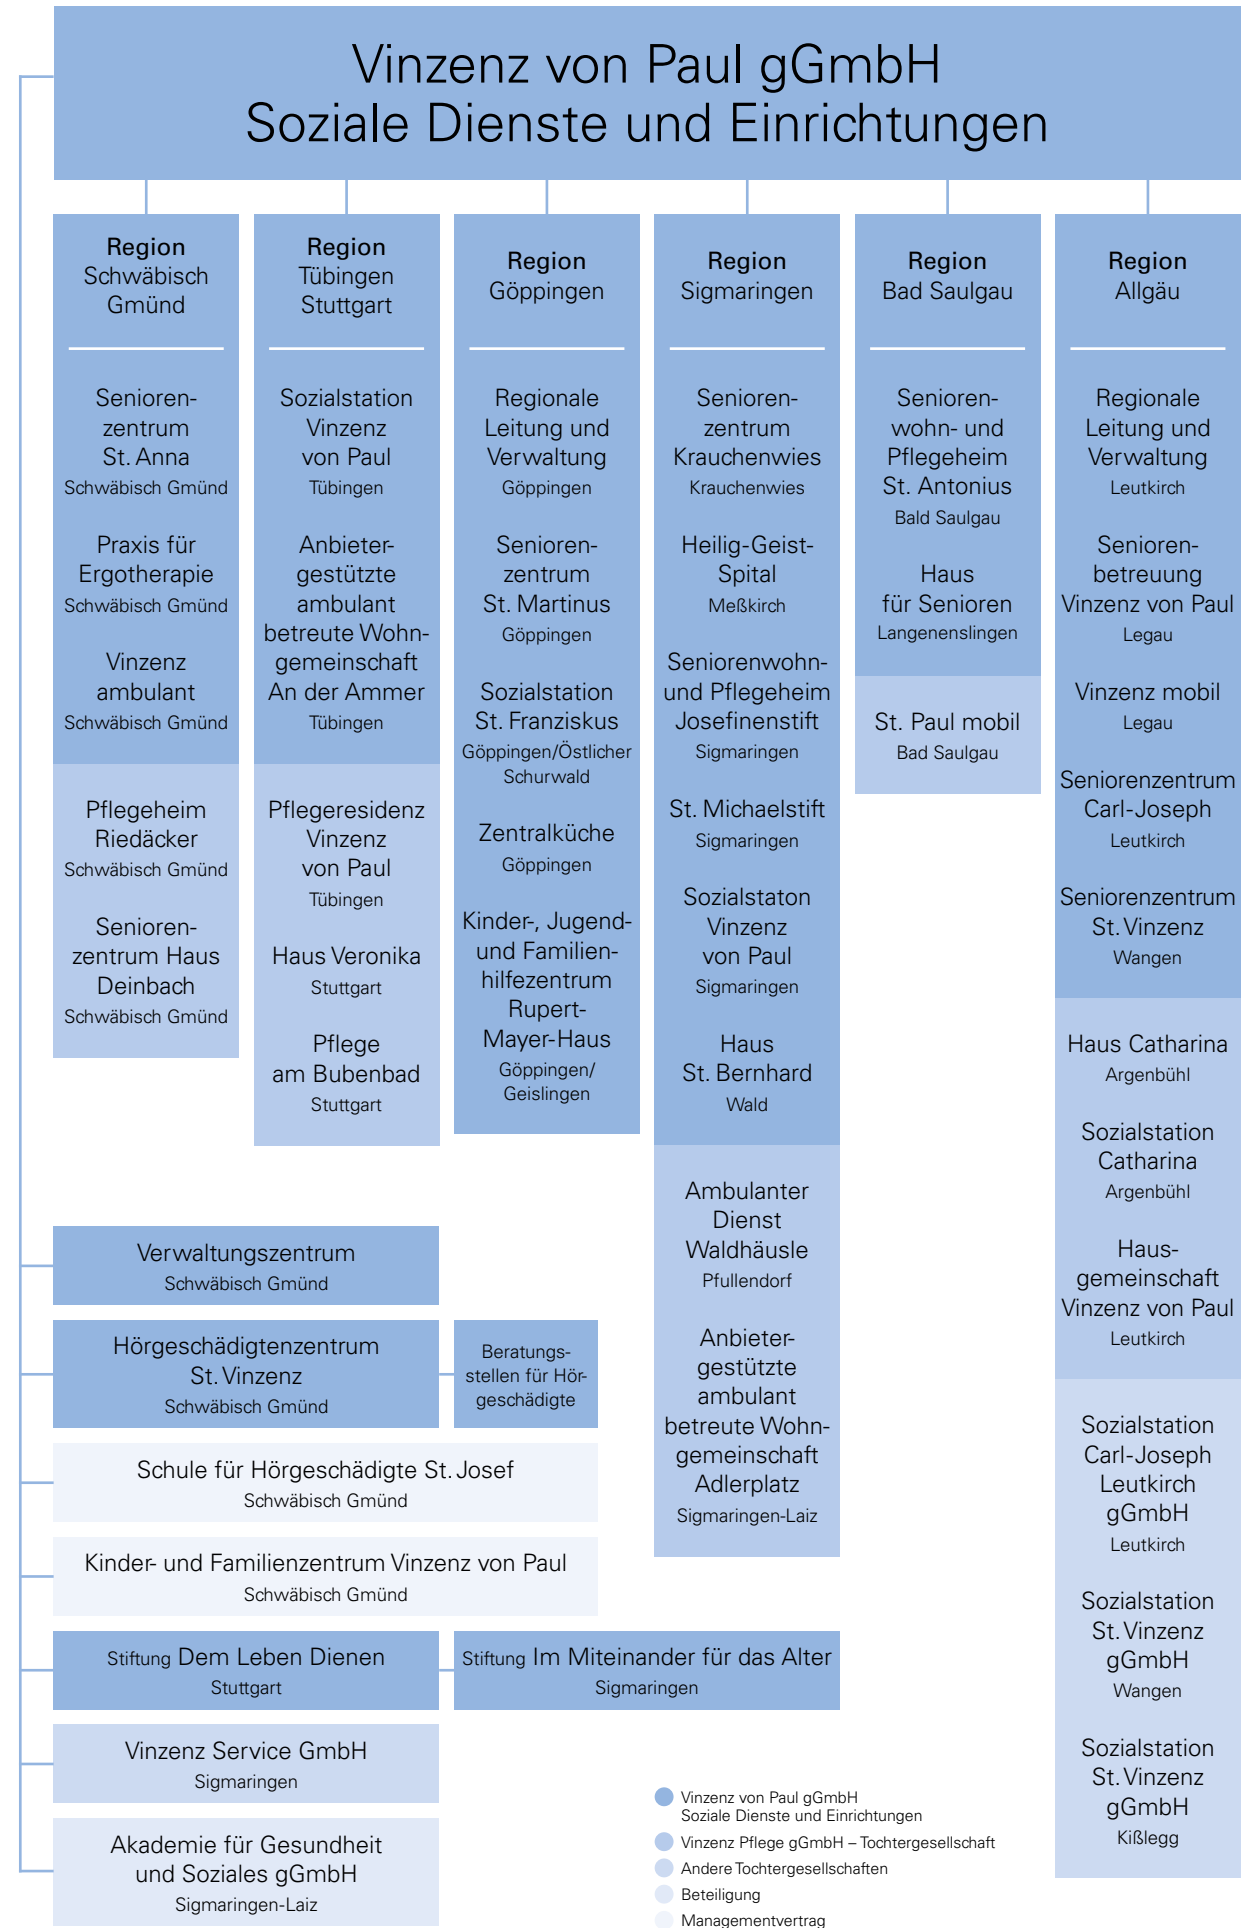 Vinzenz von Paul gGmbH
Soziale Dienste und Einrichtungen
Region
Schwäbisch
Gmünd
Senioren-
zentrum
St. Anna
Schwäbisch Gmünd
Praxis für
Ergotherapie
Schwäbisch Gmünd
Vinzenz
ambulant
Schwäbisch Gmünd
Pflegeheim
Riedäcker
Schwäbisch Gmünd
Senioren-
zentrum Haus
Deinbach
Schwäbisch Gmünd
Region
Tübingen
Stuttgart
Sozialstation
Vinzenz
von Paul
Tübingen
Anbieter-
gestützte
ambulant
betreute Wohn-
gemeinschaft
An der Ammer
Tübingen
Pflegeresidenz
Vinzenz
von Paul
Tübingen
Haus Veronika
Stuttgart
Pflege
am Bubenbad
Stuttgart
Region
Göppingen
Regionale
Leitung und
Verwaltung
Göppingen
Senioren-
zentrum
St. Martinus
Göppingen
Sozialstation
St. Franziskus
Göppingen/Östlicher
Schurwald
Zentralküche
Göppingen
Kinder-, Jugend-
und Familien-
hilfezentrum
Rupert-
Mayer-Haus
Göppingen/
Geislingen
Region
Sigmaringen
Senioren-
zentrum
Krauchenwies
Krauchenwies
Heilig-Geist-
Spital
Meßkirch
Seniorenwohn-
und Pflegeheim
Josefinenstift
Sigmaringen
St. Michaelstift
Sigmaringen
Sozialstaton
Vinzenz
von Paul
Sigmaringen
Haus
St. Bernhard
Wald
Ambulanter
Dienst
Waldhäusle
Pfullendorf
Anbieter-
gestützte
ambulant
betreute Wohn-
gemeinschaft
Adlerplatz
Sigmaringen-Laiz
Region
Bad Saulgau
Senioren-
wohn- und
Pflegeheim
St. Antonius
Bald Saulgau
Haus
für Senioren
Langenenslingen
St. Paul mobil
Bad Saulgau
Region
Allgäu
Regionale
Leitung und
Verwaltung
Leutkirch
Senioren-
betreuung
Vinzenz von Paul
Legau
Vinzenz mobil
Legau
Seniorenzentrum
Carl-Joseph
Leutkirch
Seniorenzentrum
St. Vinzenz
Wangen
Haus Catharina
Argenbühl
Sozialstation
Catharina
Argenbühl
Haus-
gemeinschaft
Vinzenz von Paul
Leutkirch
Sozialstation
Carl-Joseph
Leutkirch
gGmbH
Leutkirch
Sozialstation
St. Vinzenz
gGmbH
Wangen
Sozialstation
St. Vinzenz
gGmbH
Kißlegg
Verwaltungszentrum
Schwäbisch Gmünd
Hörgeschädigtenzentrum
St. Vinzenz
Schwäbisch Gmünd
Beratungs-
stellen für Hör-
geschädigte
Schule für Hörgeschädigte St. Josef
Schwäbisch Gmünd
Kinder- und Familienzentrum Vinzenz von Paul
Schwäbisch Gmünd
Stiftung Dem Leben Dienen
Stuttgart
Stiftung Im Miteinander für das Alter
Sigmaringen
Vinzenz Service GmbH
Sigmaringen
Akademie für Gesundheit
und Soziales gGmbH
Sigmaringen-Laiz
Vinzenz von Paul gGmbH
Soziale Dienste und Einrichtungen
Vinzenz Pflege gGmbH – Tochtergesellschaft
Andere Tochtergesellschaften
Beteiligung
Managementvertrag